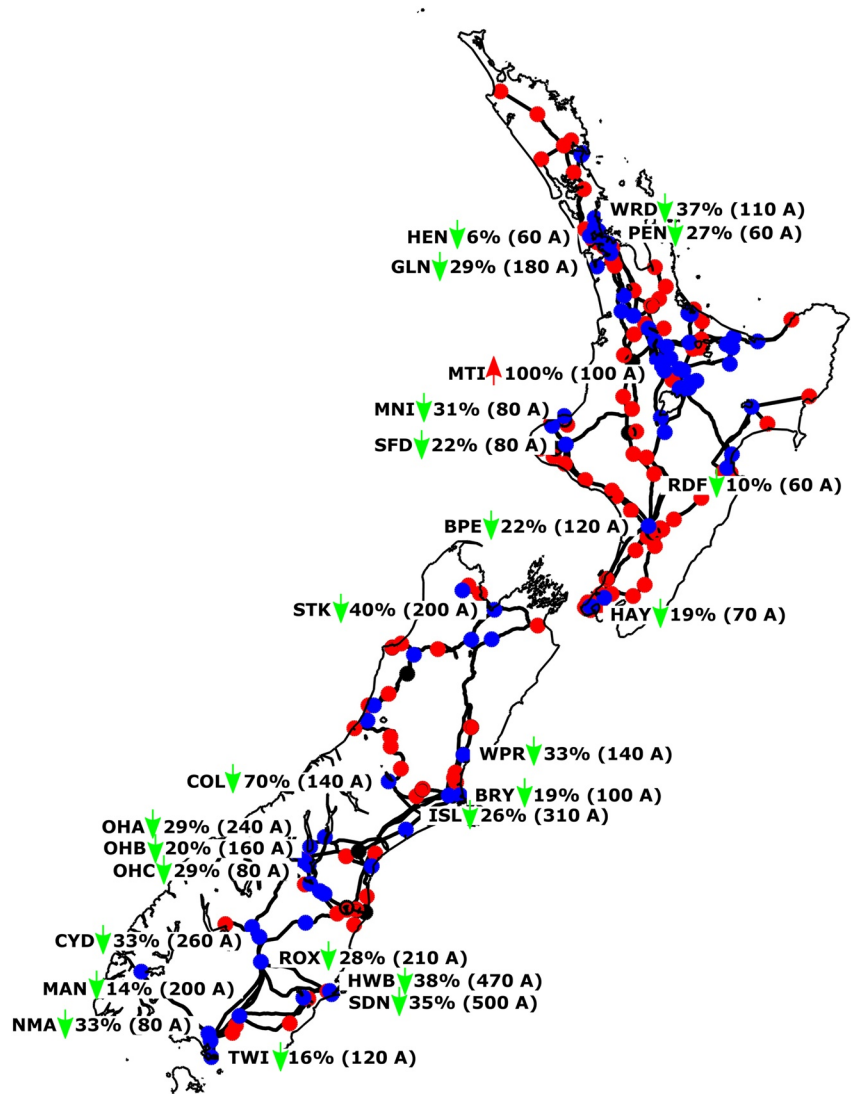 WRD 37% (110 A)
PEN 27% (60 A)
HEN 6% (60 A)
GLN 29% (180 A)
MTI 100% (100 A)
MNI 31% (80 A)
SFD 22% (80 A)
RDF 10% (60 A)
BPE 22% (120 A)
STK 40% (200 A)
HAY 19% (70 A)
WPR 33% (140 A)
COL 70% (140 A)
BRY 19% (100 A)
ISL 26% (310 A)
OHA 29% (240 A)
OHB 20% (160 A)
OHC 29% (80 A)
CYD 33% (260 A)
ROX 28% (210 A)
HWB 38% (470 A)
MAN 14% (200 A)
SDN 35% (500 A)
NMA 33% (80 A)
TWI 16% (120 A)